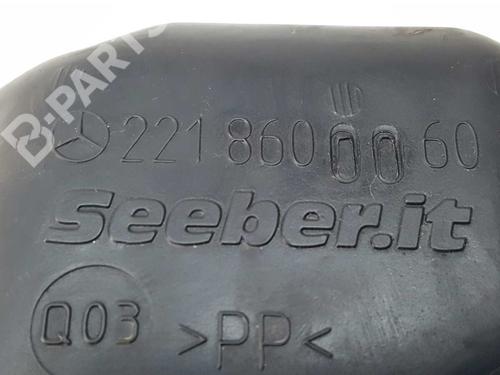 B-PARTS
221 860 00 60
Seeber.it
Q03 >PP<